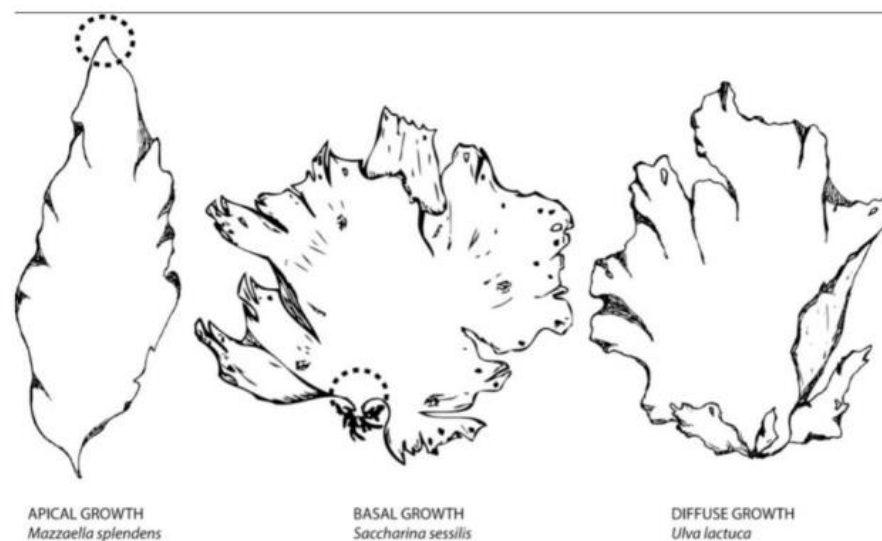 APICAL GROWTH
Mazzaella splendens
BASAL GROWTH
Saccharina sessilis
DIFFUSE GROWTH
Ulva lactuca